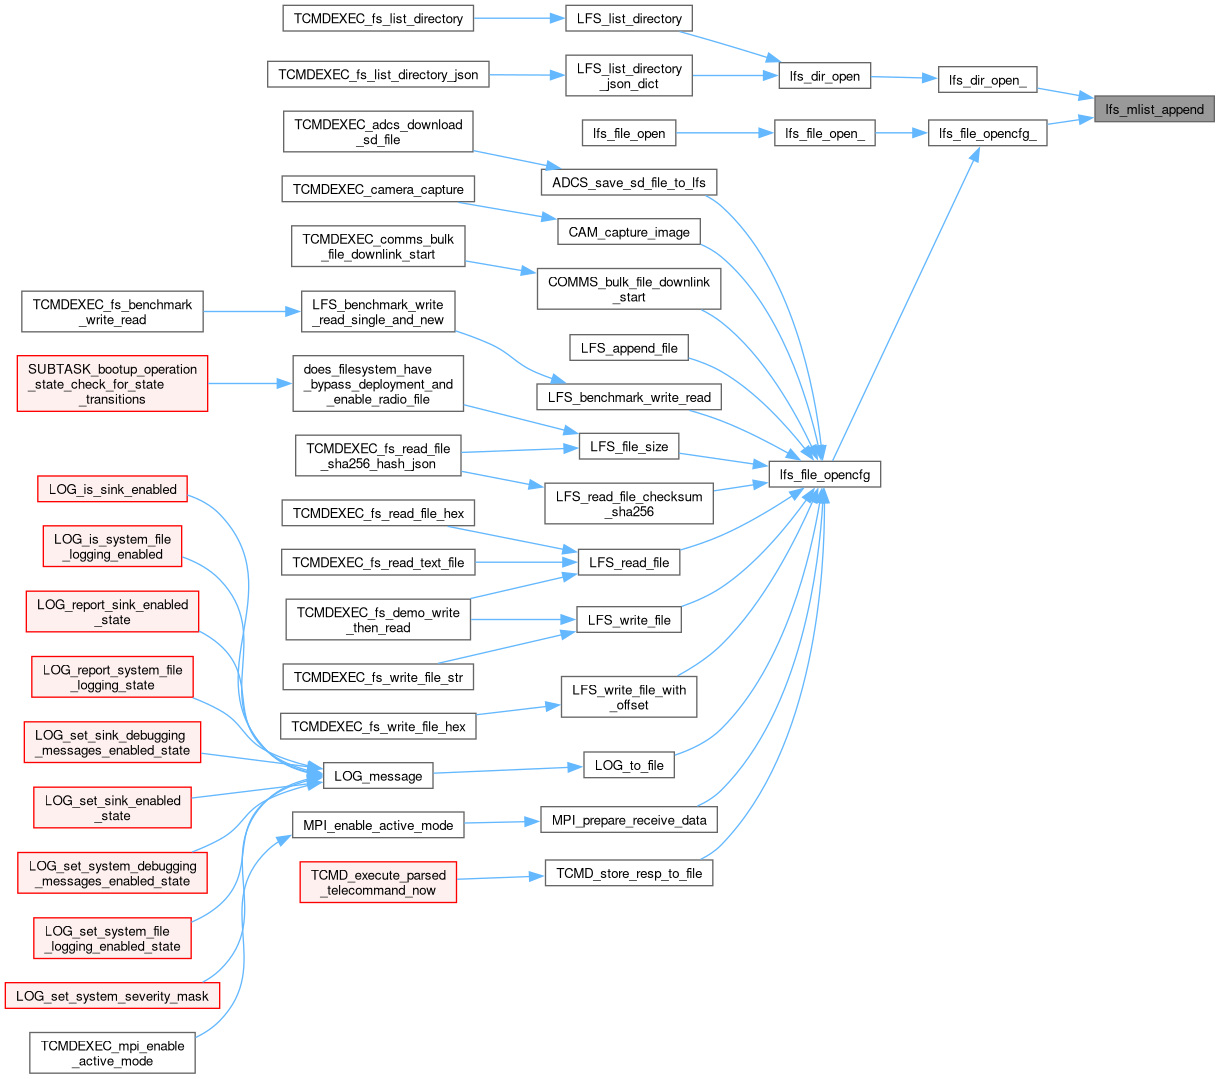 TCMDEXEC_fs_list_directory
LFS_list_directory
TCMDEXEC_fs_list_directory_json
LFS_list_directory
_json_dict
lfs_dir_open
lfs_dir_open_
lfs_mlist_append
TCMDEXEC_adcs_download
_sd_file
lfs_file_open
lfs_file_open_
lfs_file_opencfg_
ADCS_save_sd_file_to_lfs
TCMDEXEC_camera_capture
CAM_capture_image
TCMDEXEC_comms_bulk
_file_downlink_start
COMMS_bulk_file_downlink
_start
TCMDEXEC_fs_benchmark
_write_read
LFS_benchmark_write
_read_single_and_new
LFS_append_file
SUBTASK_bootup_operation
_state_check_for_state
_transitions
does_filesystem_have
_bypass_deployment_and
_enable_radio_file
LFS_benchmark_write_read
TCMDEXEC_fs_read_file
_sha256_hash_json
LFS_file_size
lfs_file_opencfg
LOG_is_sink_enabled
LFS_read_file_checksum
_sha256
TCMDEXEC_fs_read_file_hex
LOG_is_system_file
_logging_enabled
TCMDEXEC_fs_read_text_file
LFS_read_file
LOG_report_sink_enabled
_state
TCMDEXEC_fs_demo_write
_then_read
LFS_write_file
LOG_report_system_file
_logging_state
TCMDEXEC_fs_write_file_str
LFS_write_file_with
_offset
TCMDEXEC_fs_write_file_hex
LOG_set_sink_debugging
_messages_enabled_state
LOG_message
LOG_to_file
LOG_set_sink_enabled
_state
MPI_enable_active_mode
MPI_prepare_receive_data
LOG_set_system_debugging
_messages_enabled_state
TCMD_execute_parsed
_telecommand_now
TCMD_store_resp_to_file
LOG_set_system_file
_logging_enabled_state
LOG_set_system_severity_mask
TCMDEXEC_mpi_enable
_active_mode